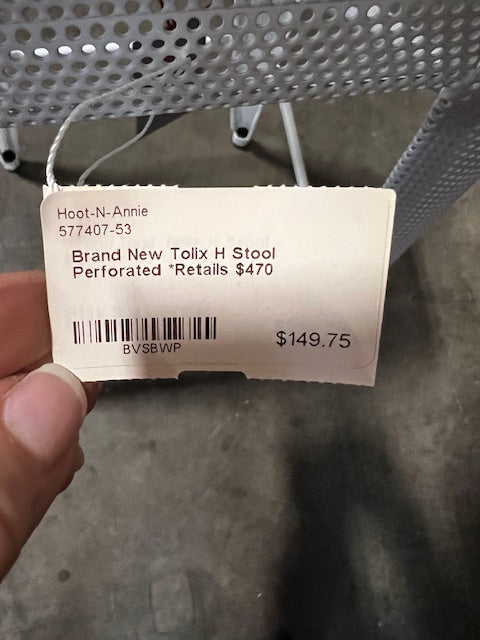 Hoot-N-Annie
577407-53
Brand New Tolix H Stool
Perforated *Retails $470
BVSBWP
$149.75